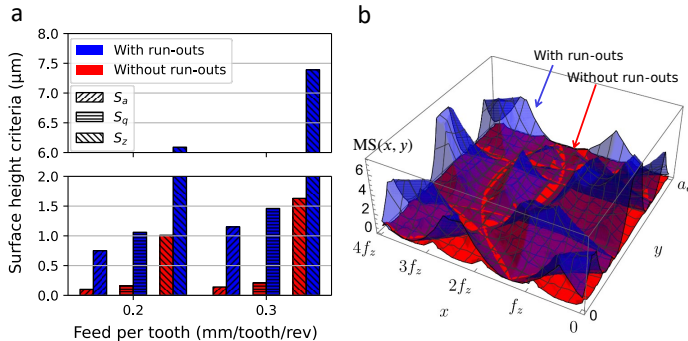 a
8.0
7.5
7.0
6.5
6.0
With run-outs
Without run-outs
Sa
Sq
Sz
2.0
1.5
1.0
0.5
0.0
Surface height criteria (μm)
0.2
0.3
Feed per tooth (mm/tooth/rev)
b
With run-outs
Without run-outs
MS(x, y)
6
4
2
0
4fz
3fz
2fz
fz
0
x
0
y